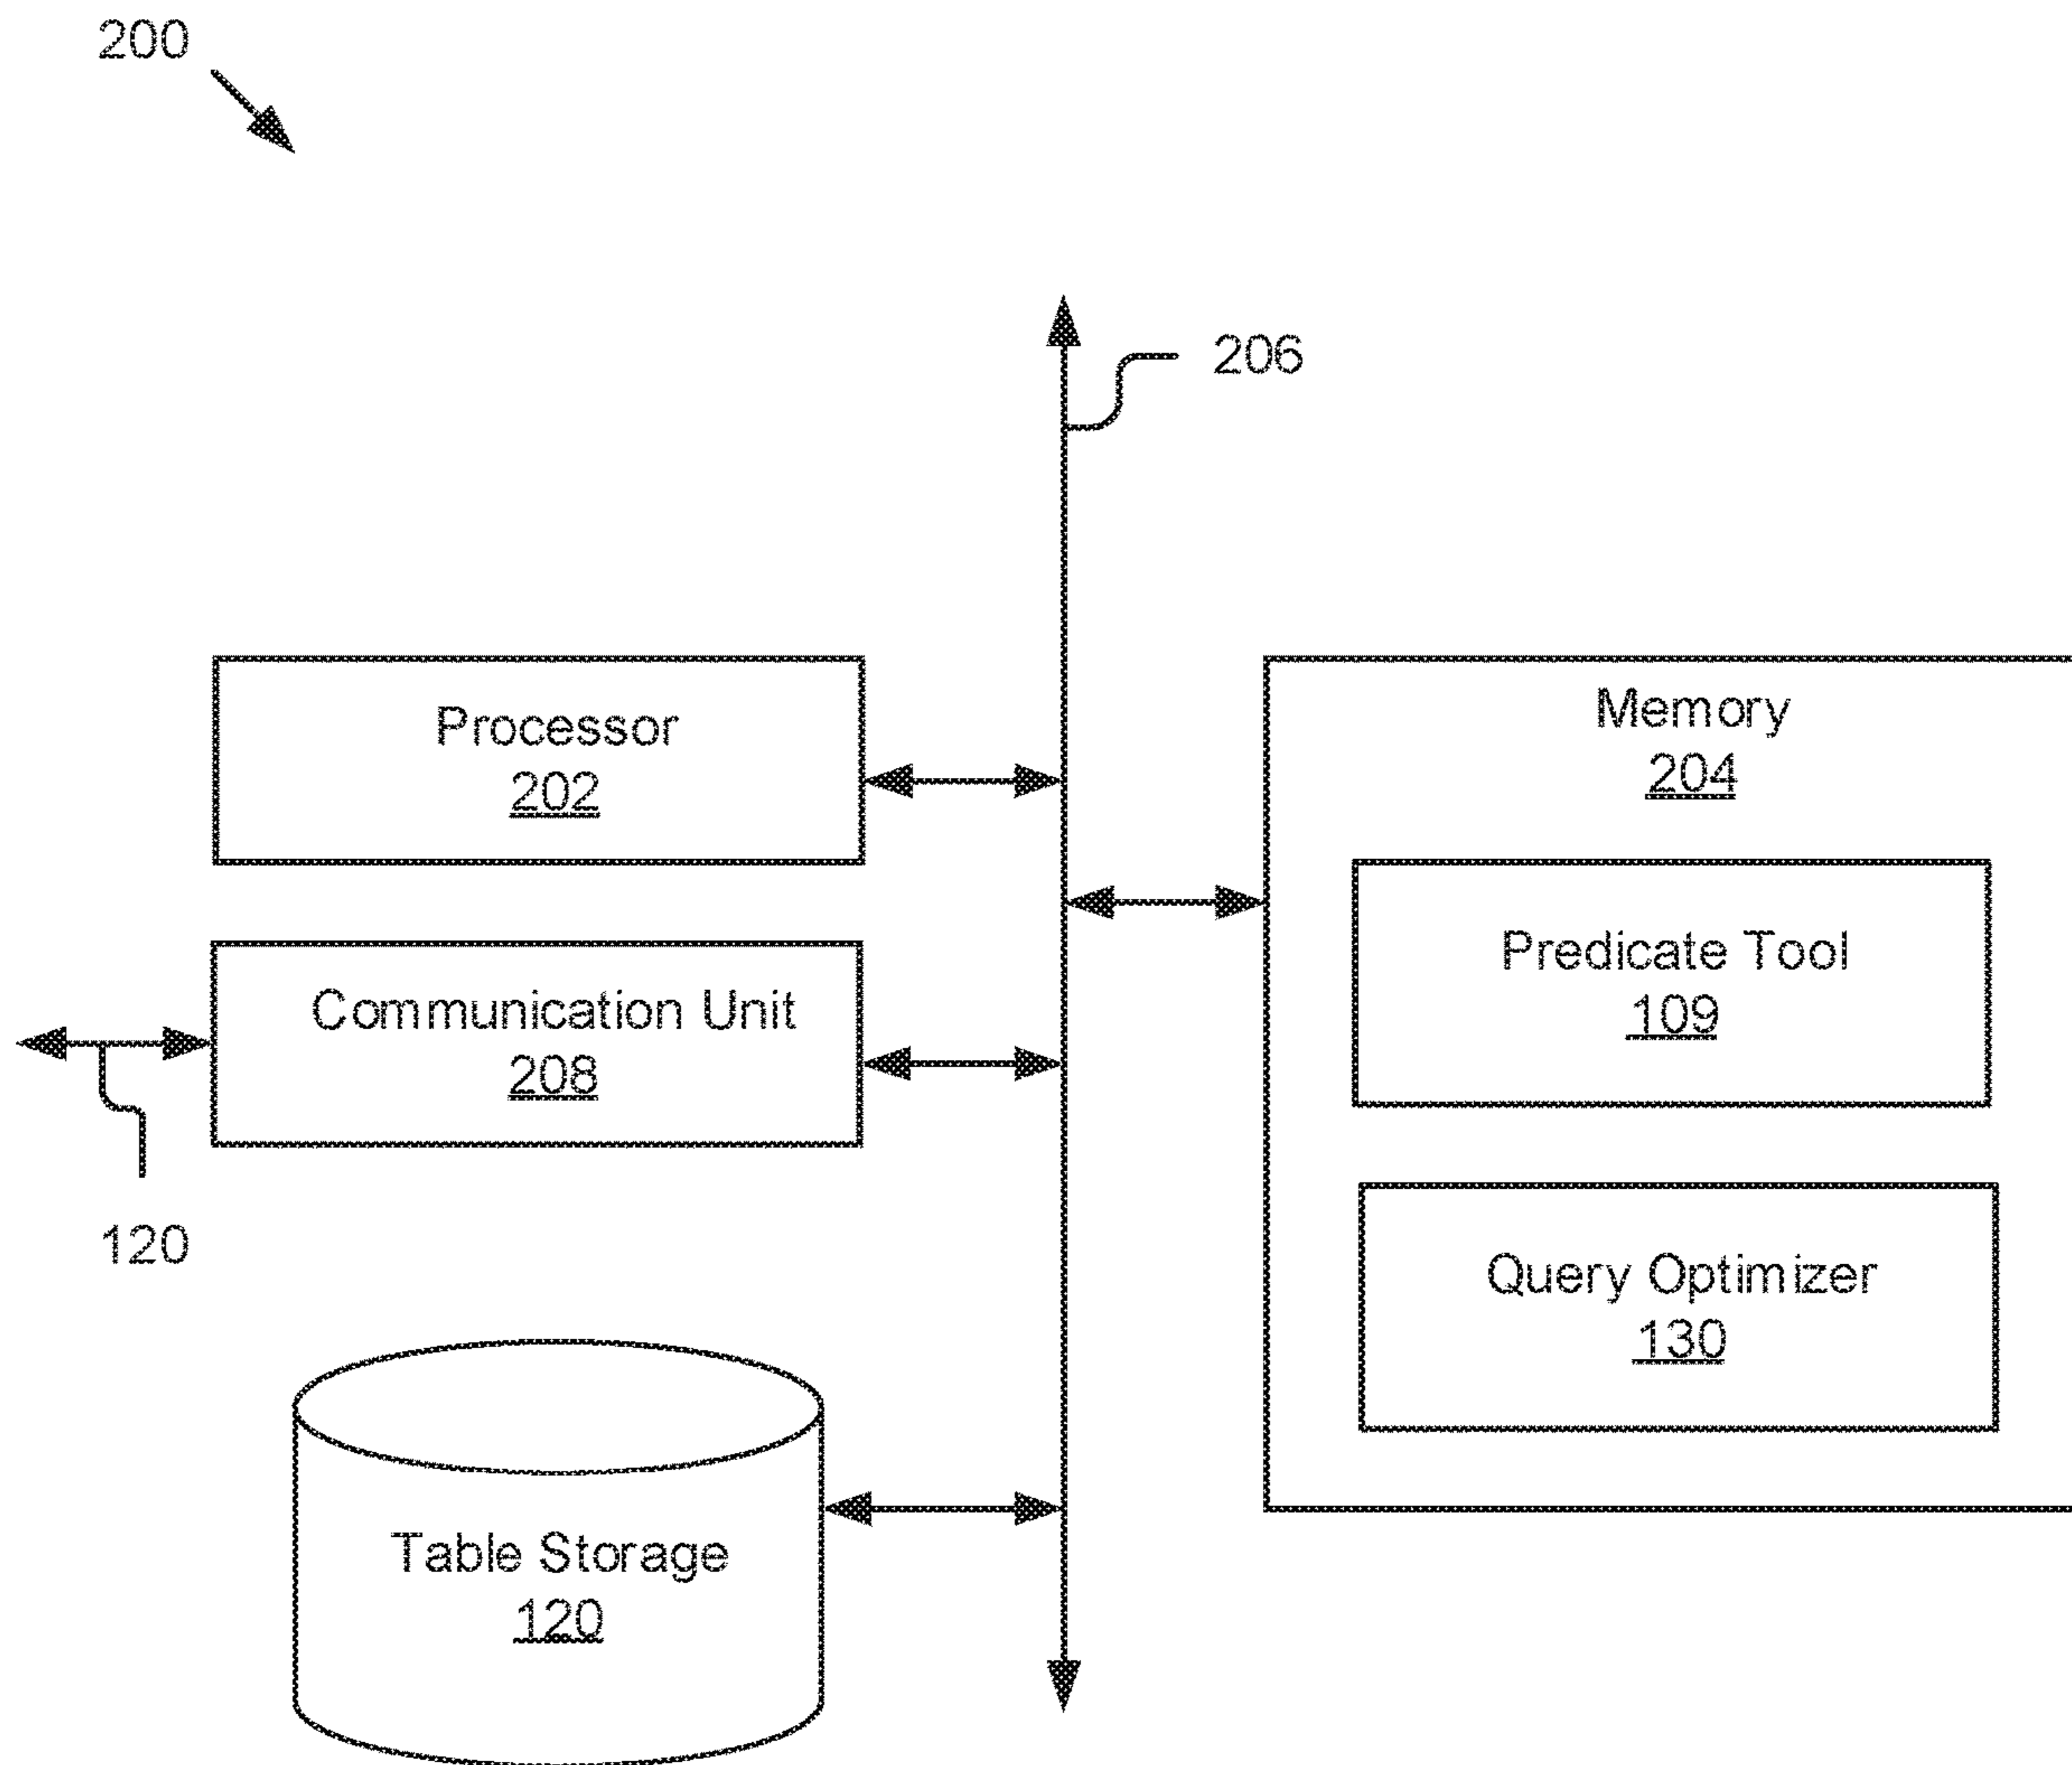 200
206
Processor
202
Memory
204
Predicate Tool
109
Communication Unit
208
120
Query Optimizer
130
Table Storage
120